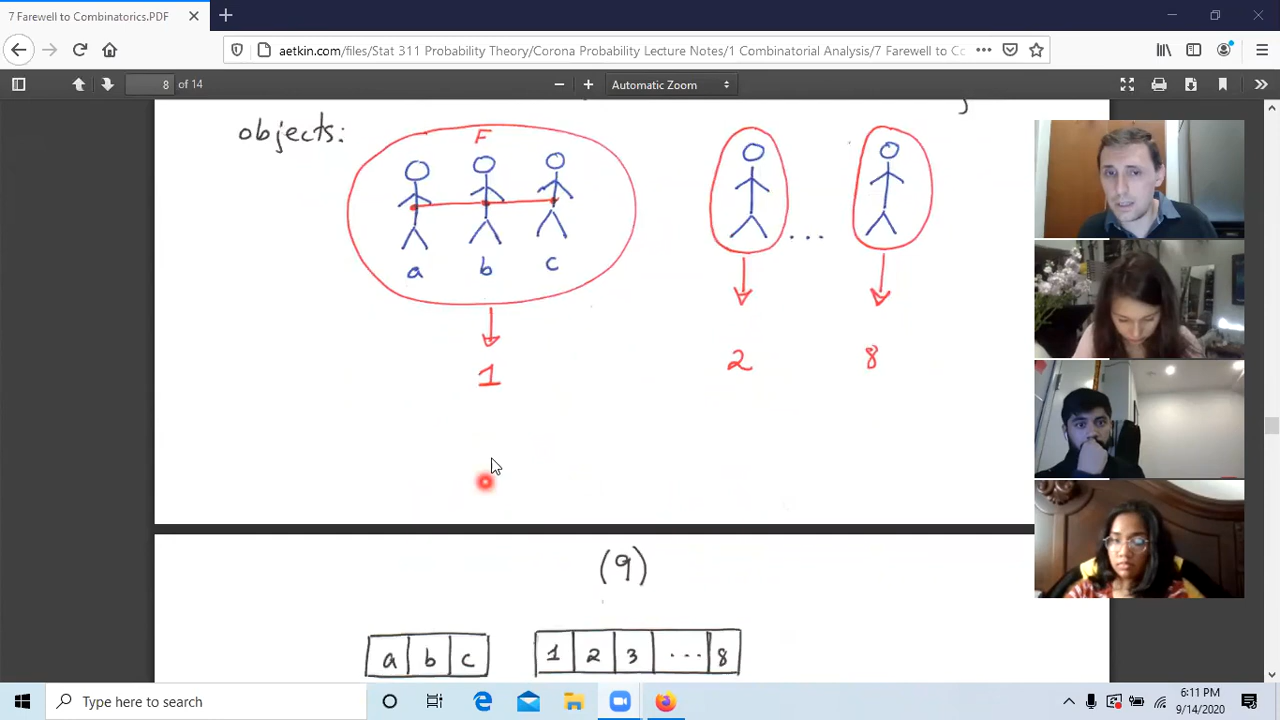 7 Farewell to Combinatorics.PDF
aetkin.com/files/Stat 311 Probability Theory/Corona Probability Lecture Notes/1 Combinatorial Analysis/7 Farewell to Co
8 of 14
Automatic Zoom
objects:
F
a b c
...
1 2 8
(9)
a b c 1 2 3 ... 8
Type here to search
6:11 PM
9/14/2020